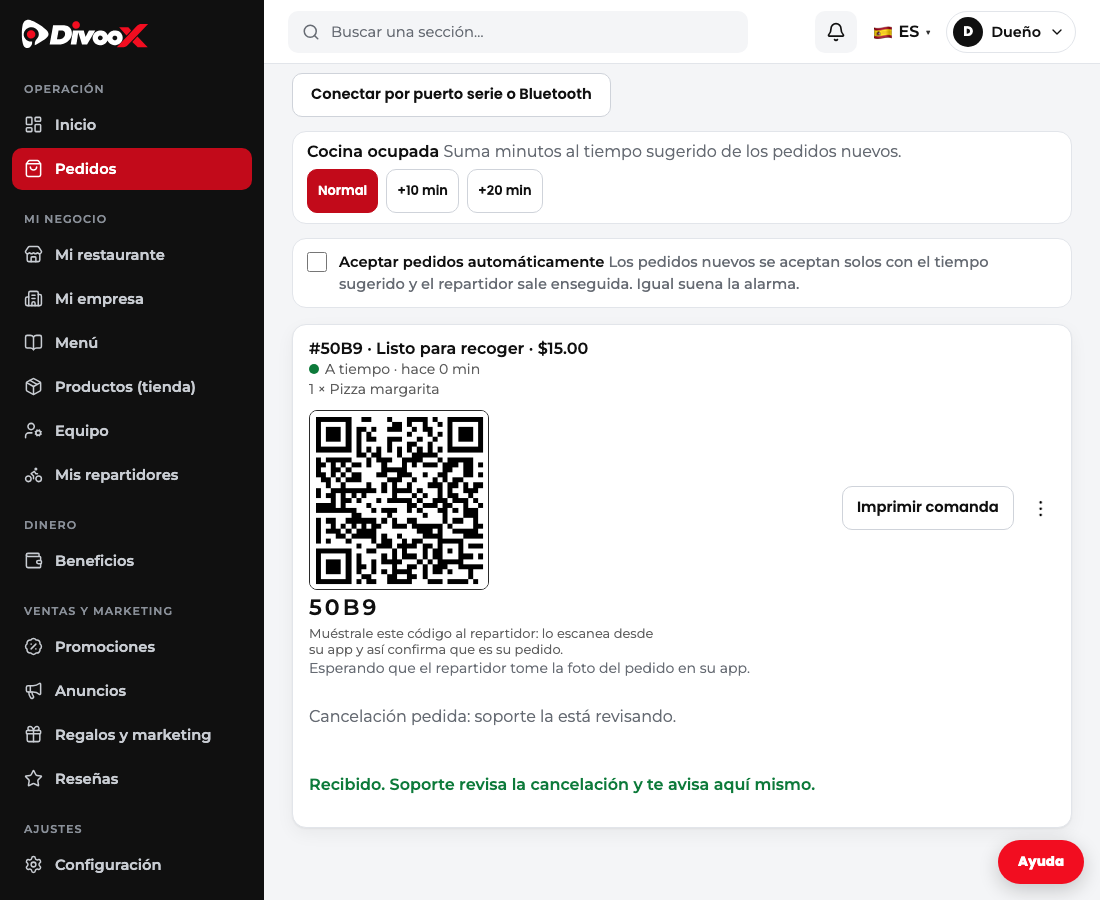 DivooX
Buscar una sección...
ES
D
Dueño
OPERACIÓN
Inicio
Pedidos
MI NEGOCIO
Mi restaurante
Mi empresa
Menú
Productos (tienda)
Equipo
Mis repartidores
DINERO
Beneficios
VENTAS Y MARKETING
Promociones
Anuncios
Regalos y marketing
Reseñas
AJUSTES
Configuración
Conectar por puerto serie o Bluetooth
Cocina ocupada Suma minutos al tiempo sugerido de los pedidos nuevos.
Normal
+10 min
+20 min
Aceptar pedidos automáticamente Los pedidos nuevos se aceptan solos con el tiempo
sugerido y el repartidor sale enseguida. Igual suena la alarma.
#50B9 · Listo para recoger · $15.00
A tiempo · hace 0 min
1 × Pizza margarita
Imprimir comanda
50B9
Muéstrale este código al repartidor: lo escanea desde
su app y así confirma que es su pedido.
Esperando que el repartidor tome la foto del pedido en su app.
Cancelación pedida: soporte la está revisando.
Recibido. Soporte revisa la cancelación y te avisa aquí mismo.
Ayuda